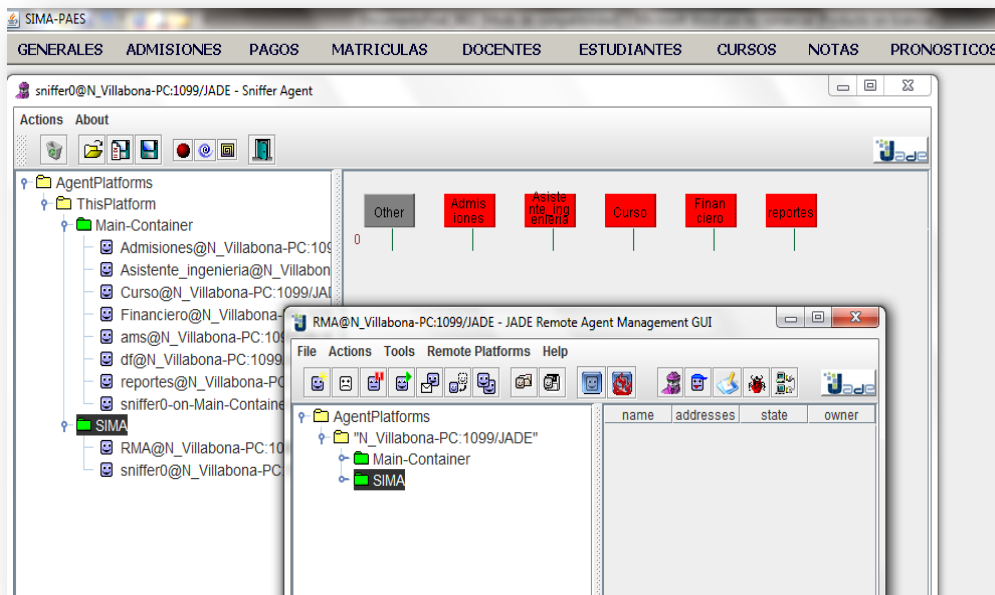 SIMA-PAES
GENERALES ADMISIONES PAGOS MATRICULAS DOCENTES ESTUDIANTES CURSOS NOTAS PRONOSTICOS
sniffer0@N_Villabona-PC:1099/JADE - Sniffer Agent
Actions About
Jade
AgentPlatforms
ThisPlatform
Main-Container
Admisiones@N_Villabona-PC:109
Asistente_ingenieria@N_Villabon
Curso@N_Villabona-PC:1099/JAI
Financiero@N_Villabona-
ams@N_Villabona-PC:109
df@N_Villabona-PC:1099
reportes@N_Villabona-PC
sniffer0-on-Main-Containe
SIMA
RMA@N_Villabona-PC:10
sniffer0@N_Villabona-PC
Other
Admis
iones
Asiste
nte_ing
enieria
Curso
Finan
ciero
reportes
0
RMA@N_Villabona-PC:1099/JADE - JADE Remote Agent Management GUI
File Actions Tools Remote Platforms Help
Jade
AgentPlatforms
"N_Villabona-PC:1099/JADE"
Main-Container
SIMA
name addresses state owner